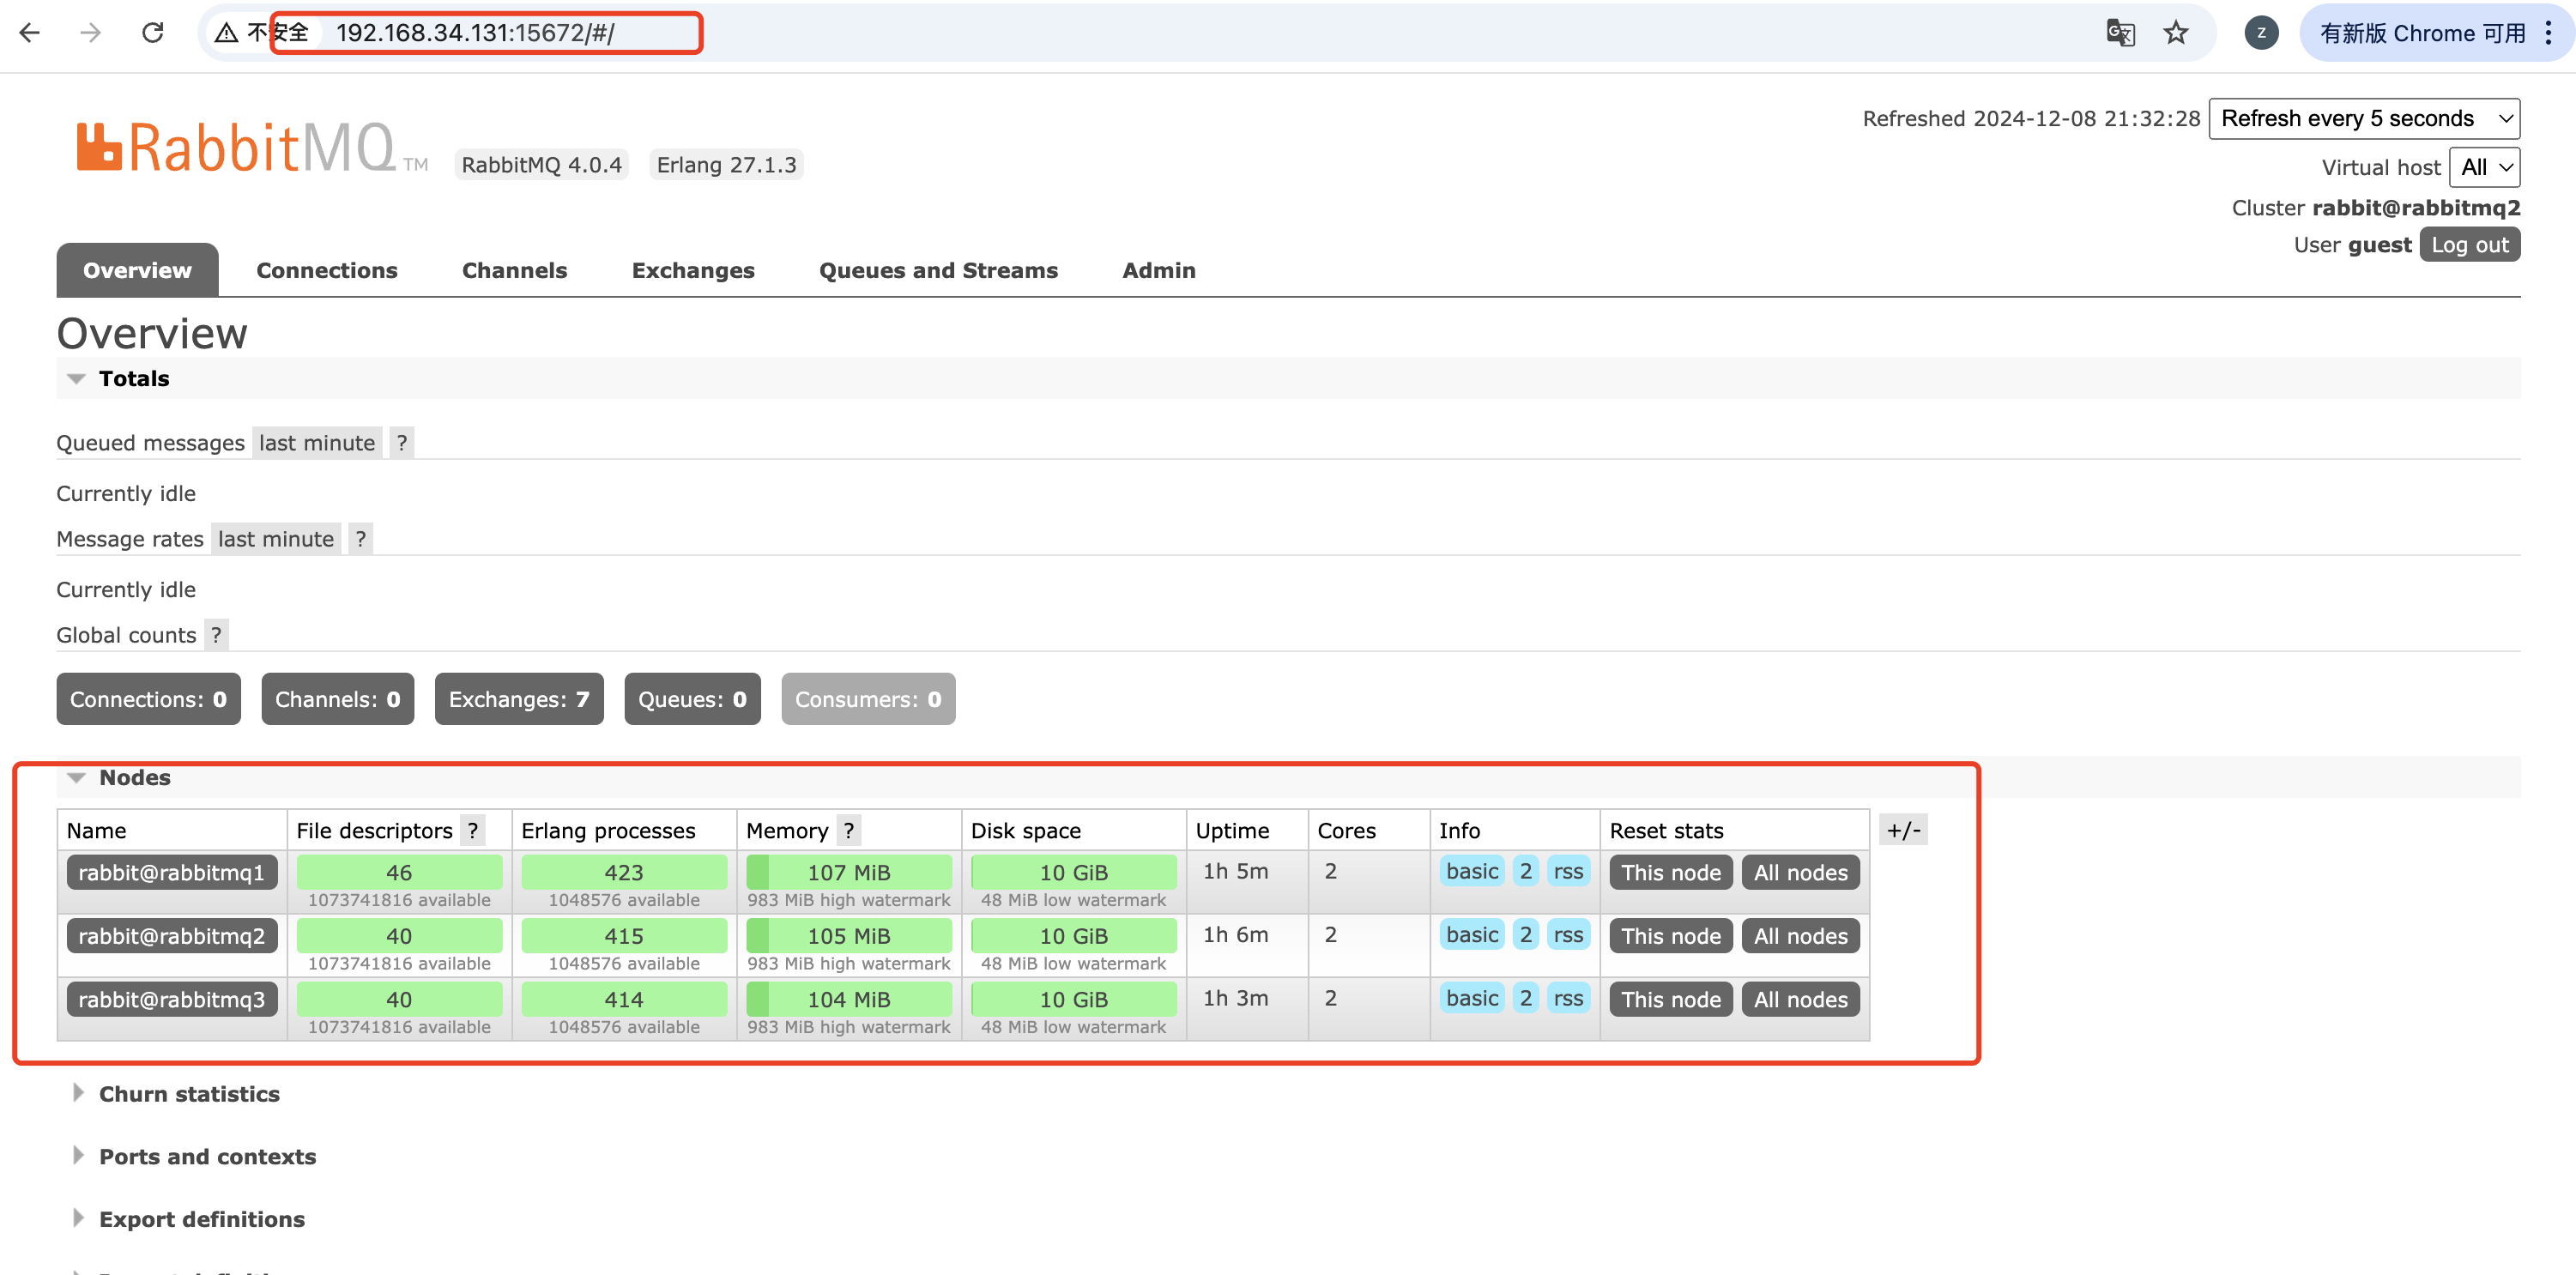 不安全 192.168.34.131:15672/#/ Z 有新版 Chrome 可用
RabbitMQ TM RabbitMQ 4.0.4 Erlang 27.1.3
Refreshed 2024-12-08 21:32:28 Refresh every 5 seconds
Virtual host All
Cluster rabbit@rabbitmq2
User guest Log out
Overview Connections Channels Exchanges Queues and Streams Admin
Overview
Totals
Queued messages last minute ?
Currently idle
Message rates last minute ?
Currently idle
Global counts ?
Connections: 0 Channels: 0 Exchanges: 7 Queues: 0 Consumers: 0
Nodes
Name File descriptors ? Erlang processes Memory ? Disk space Uptime Cores Info Reset stats +/-
rabbit@rabbitmq1 46 423 107 MiB 10 GiB 1h 5m 2 basic 2 rss This node All nodes
1073741816 available 1048576 available 983 MiB high watermark 48 MiB low watermark
rabbit@rabbitmq2 40 415 105 MiB 10 GiB 1h 6m 2 basic 2 rss This node All nodes
1073741816 available 1048576 available 983 MiB high watermark 48 MiB low watermark
rabbit@rabbitmq3 40 414 104 MiB 10 GiB 1h 3m 2 basic 2 rss This node All nodes
1073741816 available 1048576 available 983 MiB high watermark 48 MiB low watermark
Churn statistics
Ports and contexts
Export definitions